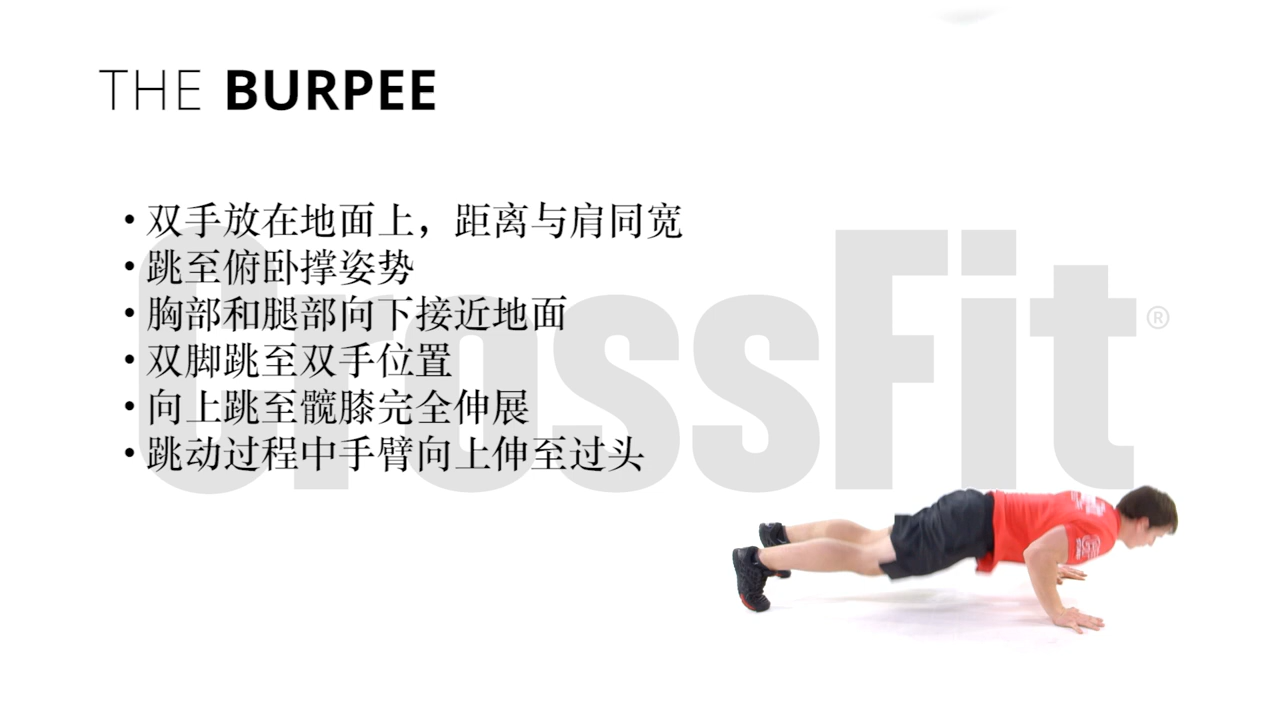 THE BURPEE
• 双手放在地面上，距离与肩同宽
• 跳至俯卧撑姿势
• 胸部和腿部向下接近地面
• 双脚跳至双手位置
• 向上跳至髋膝完全伸展
• 跳动过程中手臂向上伸至过头
CrossFit®